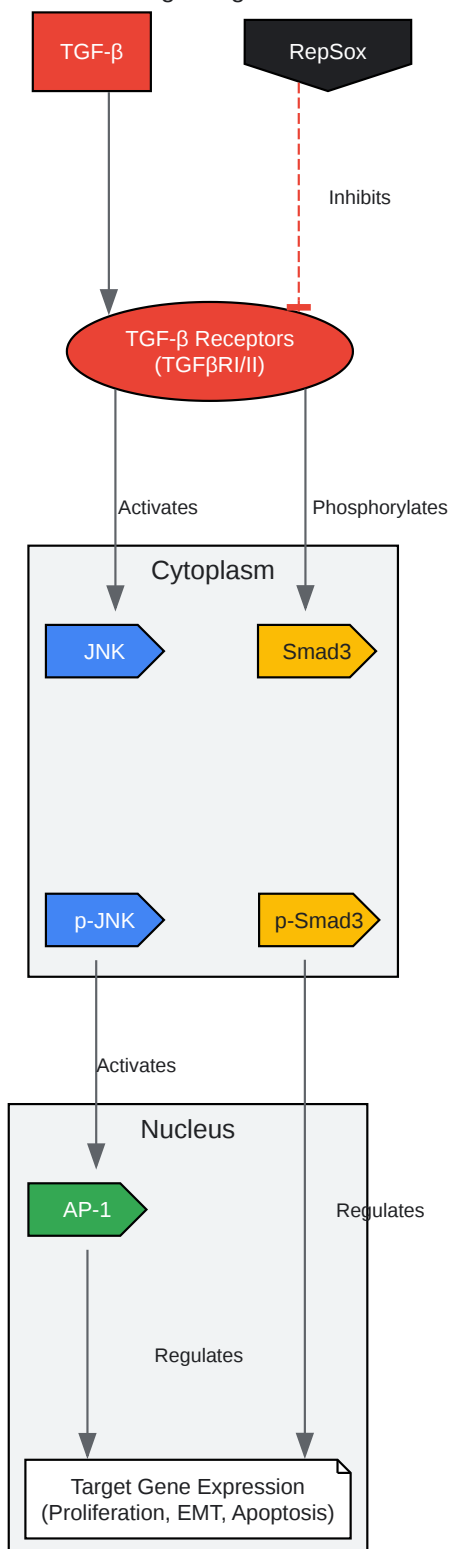 TGF-β
RepSox
Inhibits
TGF-β Receptors
(TGFβRI/II)
Activates
Phosphorylates
Cytoplasm
JNK
Smad3
p-JNK
p-Smad3
Activates
Nucleus
AP-1
Regulates
Regulates
Target Gene Expression
(Proliferation, EMT, Apoptosis)